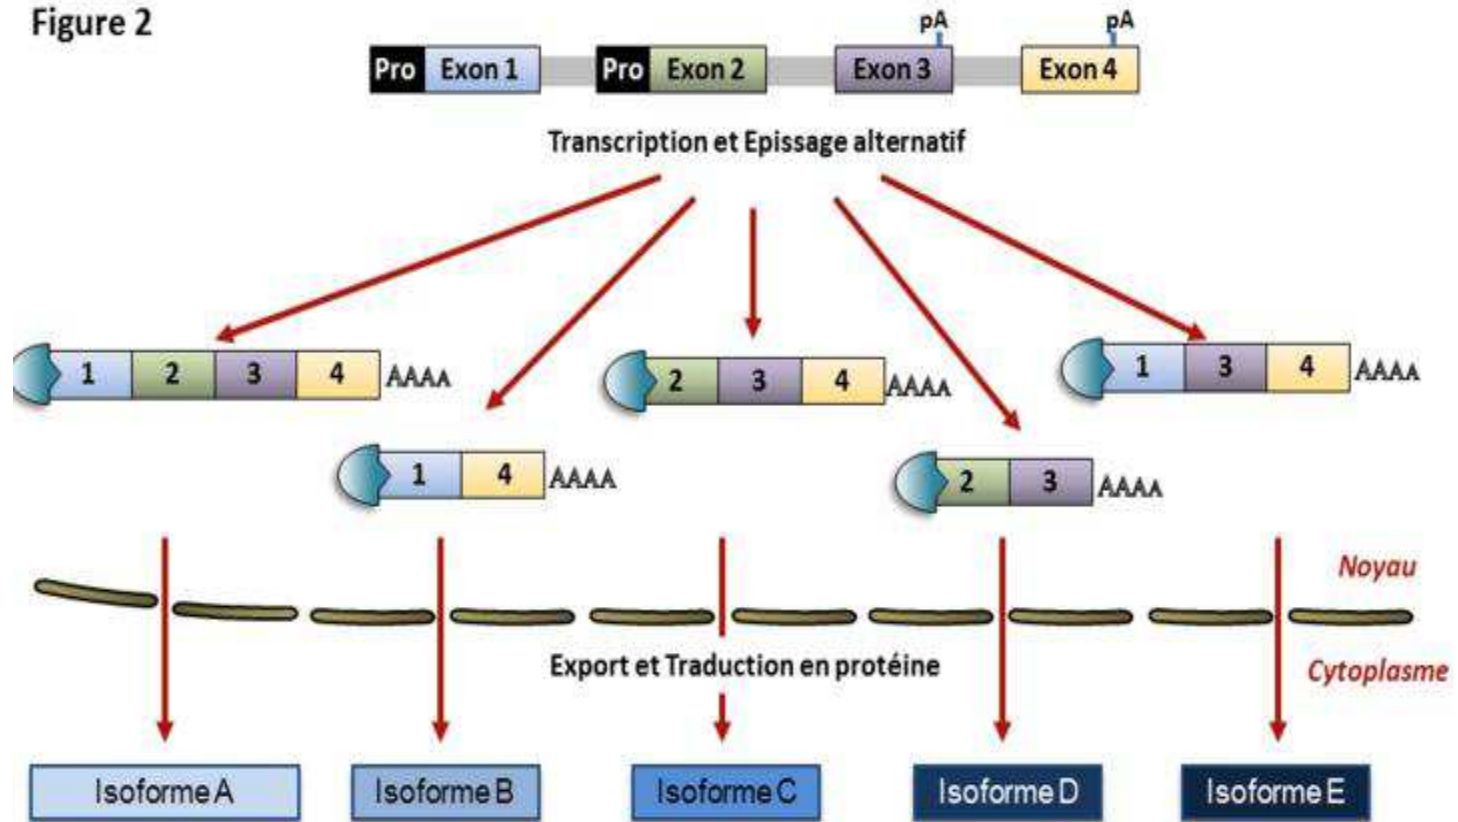 Figure 2
pA
pA
Pro Exon 1 Pro Exon 2 Exon 3 Exon 4
Transcription et Epissage alternatif
1 2 3 4 AAAA
2 3 4 AAAA
1 3 4 AAAA
1 4 AAAA
2 3 AAAA
Noyau
Export et Traduction en protéine
Cytoplasme
Isoforme A
Isoforme B
Isoforme C
Isoforme D
Isoforme E